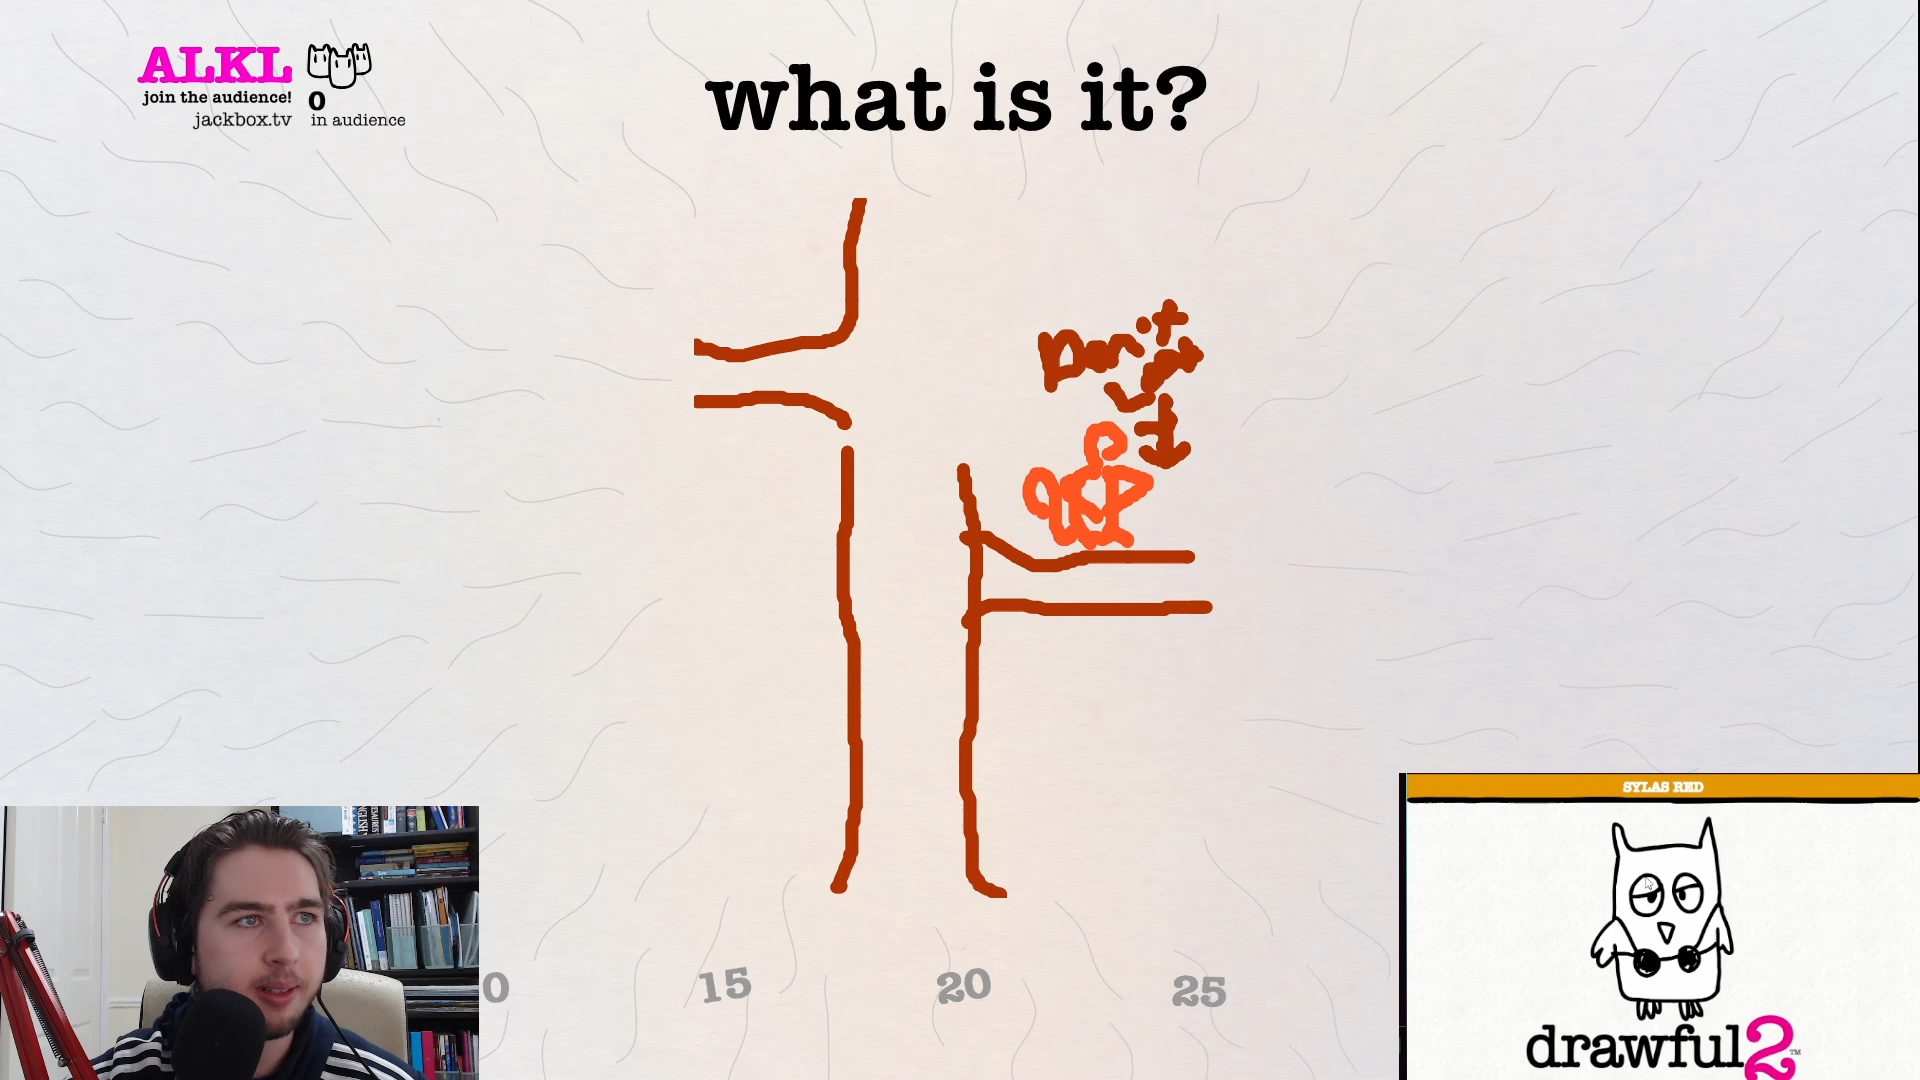 ALKL
join the audience!
jackbox.tv
0
in audience
what is it?
Don't
0
15
20
25
SYLAS RED
drawful2™